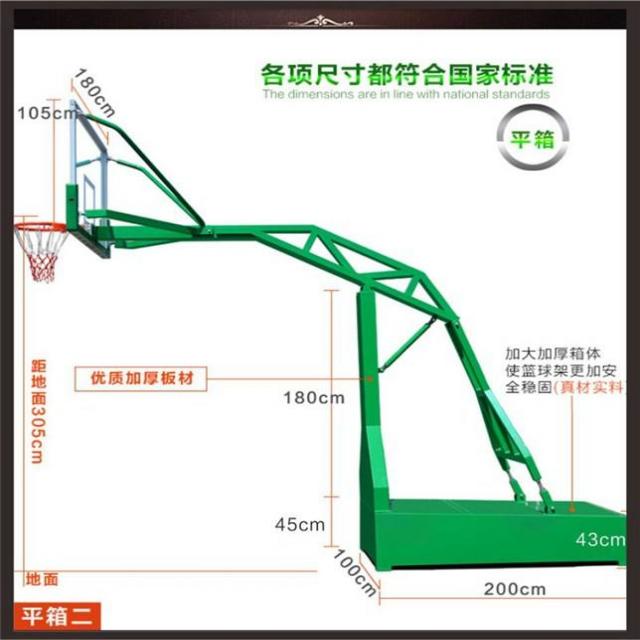 各项尺寸都符合国家标准
The dimensions are in line with national standards
平箱
180cm
105cm
距地面305cm
优质加厚板材
180cm
加大加厚箱体
使篮球架更加安
全稳固(真材实料)
45cm
43cm
100cm
200cm
地面
平箱二